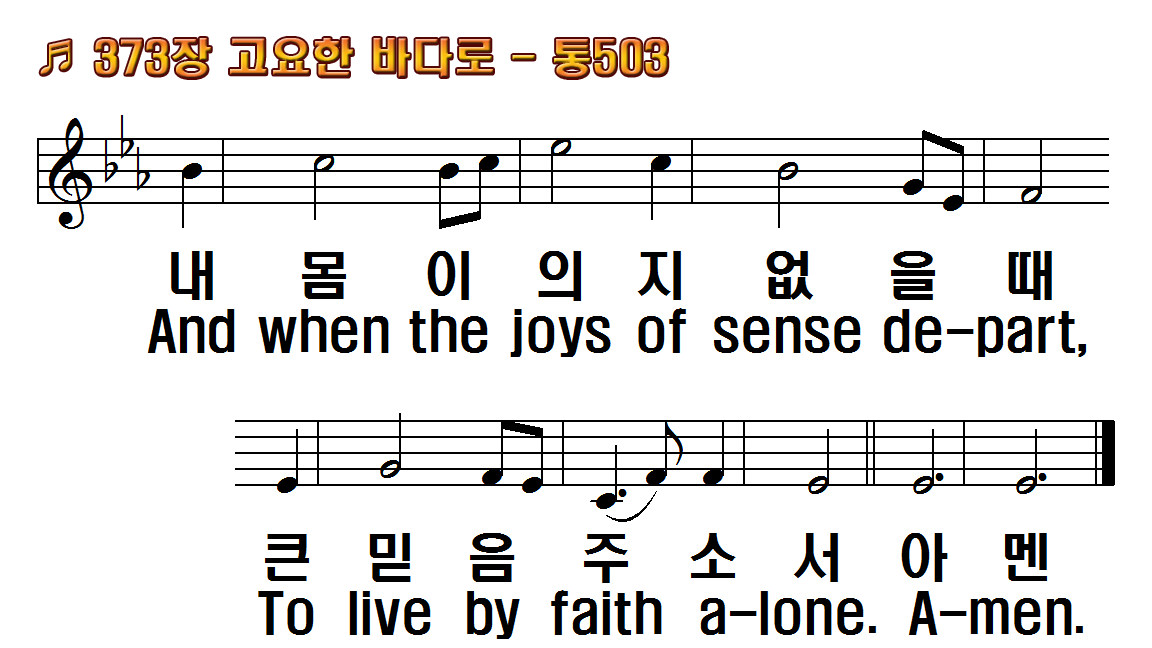 ♬ 373장 고요한 바다로 - 통503
내 몸 이 의 지 없 을 때
And when the joys of sense de-part,
큰 믿 음 주 소 서 아 멘
To live by faith a-lone. A-men.